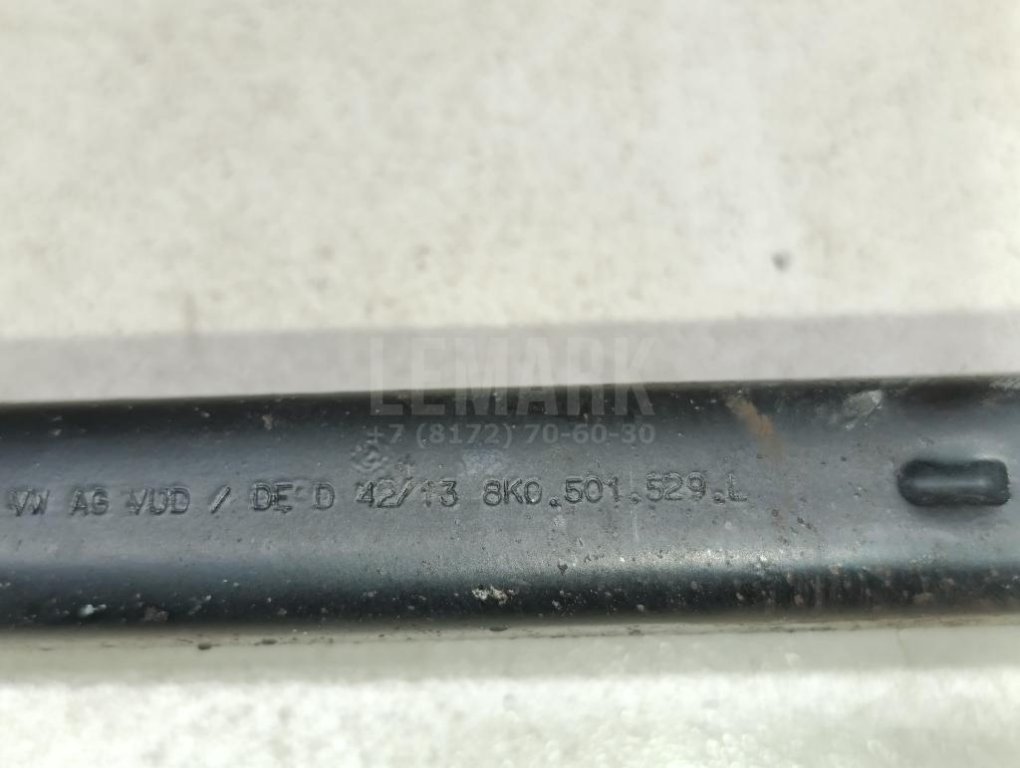 LEMARK
+7 (8172) 70-60-30
VW AG VUD / DE D 42/13 8K0.501.529.L